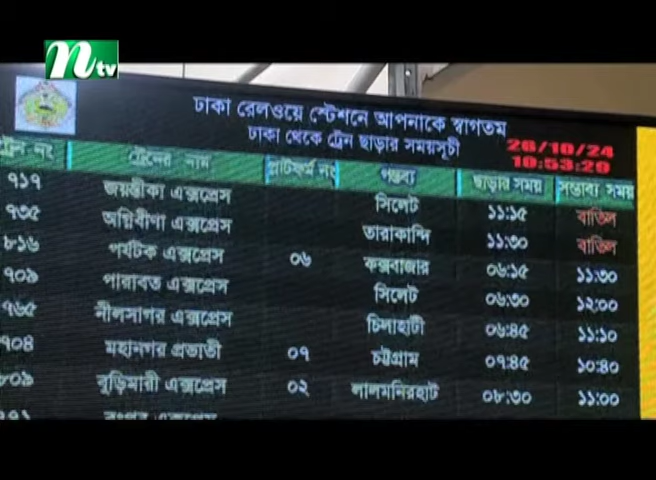 ntv
ঢাকা রেলওয়ে স্টেশনে আপনাকে স্বাগতম
ঢাকা থেকে ট্রেন ছাড়ার সময়সূচী
26/10/24
10:53:29
ট্রেন নং ট্রেনের নাম প্লাটফর্ম নং গন্তব্য ছাড়ার সময় সম্ভাব্য সময়
৭১৭ জয়ন্তীকা এক্সপ্রেস সিলেট ১১:১৫ বাতিল
৭৩৫ অগ্নিবীণা এক্সপ্রেস তারাকান্দি ১১:৩০ বাতিল
৮১৬ পর্যটক এক্সপ্রেস ০৬ কক্সবাজার ০৬:১৫ ১১:৩০
৭০৯ পারাবত এক্সপ্রেস সিলেট ০৬:৩০ ১২:০০
৭৬৫ নীলসাগর এক্সপ্রেস চিলাহাটী ০৬:৪৫ ১১:১০
৭০৪ মহানগর প্রভাতী ০৭ চট্টগ্রাম ০৭:৪৫ ১০:৪০
৮০৯ বুড়িমারী এক্সপ্রেস ০২ লালমনিরহাট ০৮:৩০ ১১:০০
৭৭১ রংপুর এক্সপ্রেস